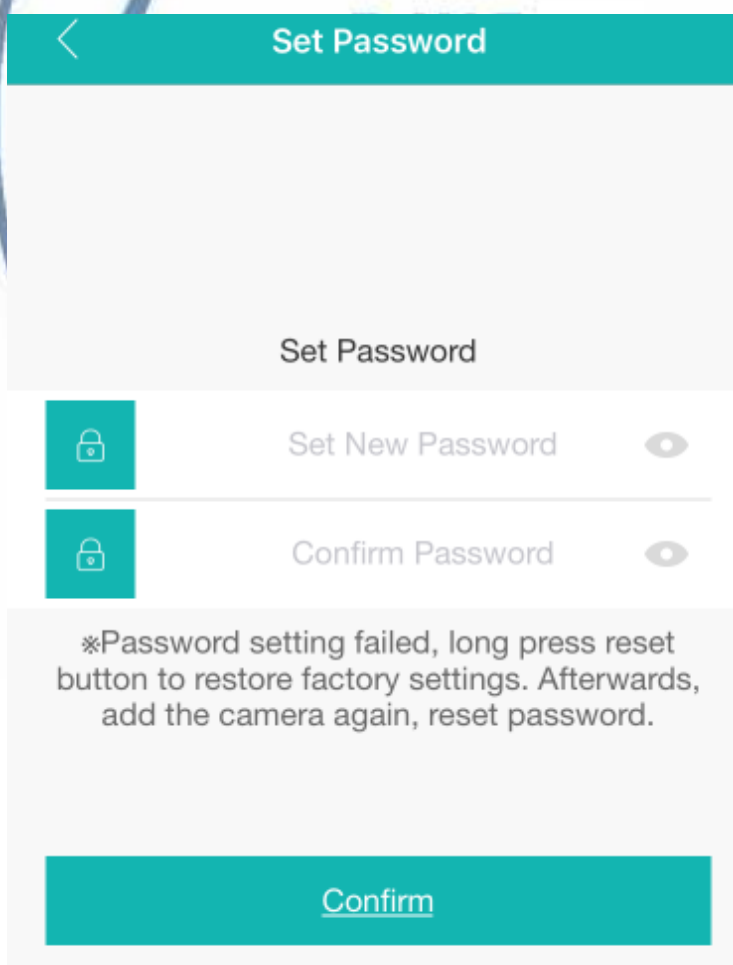 Set Password
Set Password
Set New Password
Confirm Password
※Password setting failed, long press reset
button to restore factory settings. Afterwards,
add the camera again, reset password.
Confirm